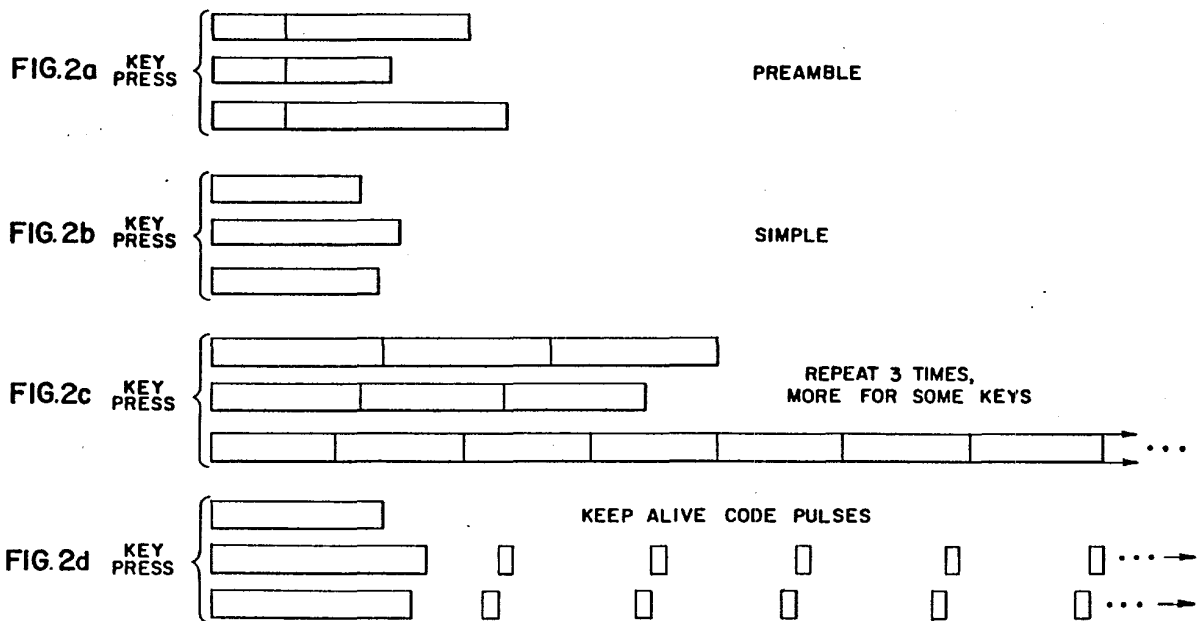 FIG.2a KEY PRESS PREAMBLE
FIG.2b KEY PRESS SIMPLE
FIG.2c KEY PRESS REPEAT 3 TIMES,
MORE FOR SOME KEYS
...
KEEP ALIVE CODE PULSES
FIG.2d KEY PRESS ...
...